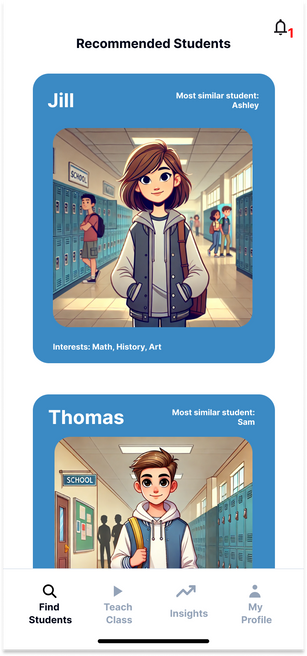 1
Recommended Students
Jill
Most similar student:
Ashley
SCHOOL
Interests: Math, History, Art
Thomas
Most similar student:
Sam
SCHOOL
Find
Students
Teach
Class
Insights
My
Profile